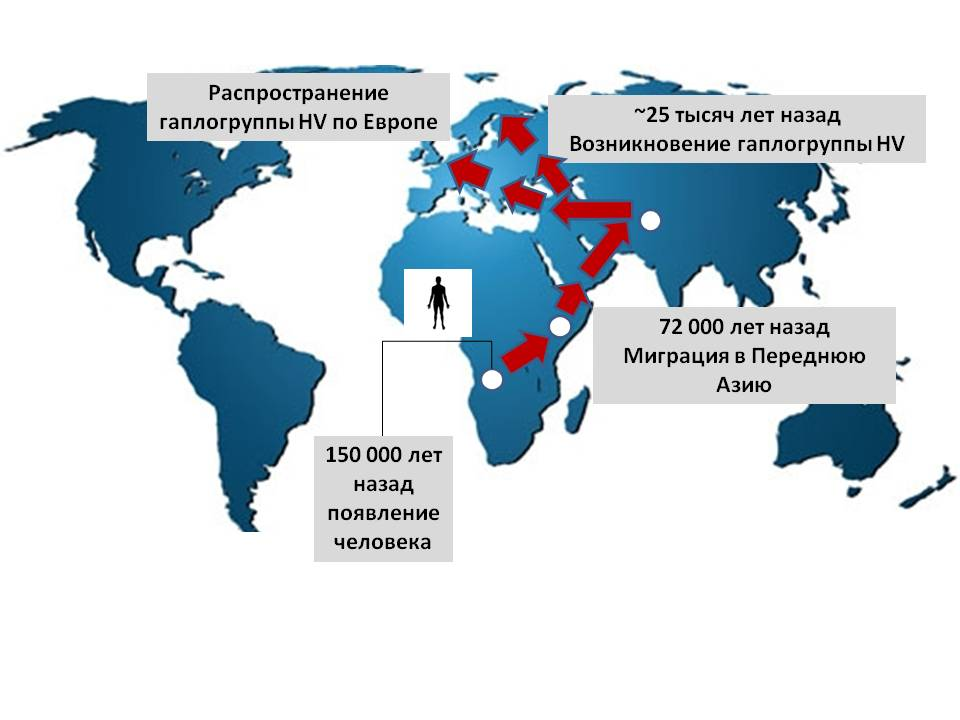 Распространение
гаплогруппы HV по Европе
~25 тысяч лет назад
Возникновение гаплогруппы HV
72 000 лет назад
Миграция в Переднюю
Азию
150 000 лет
назад
появление
человека